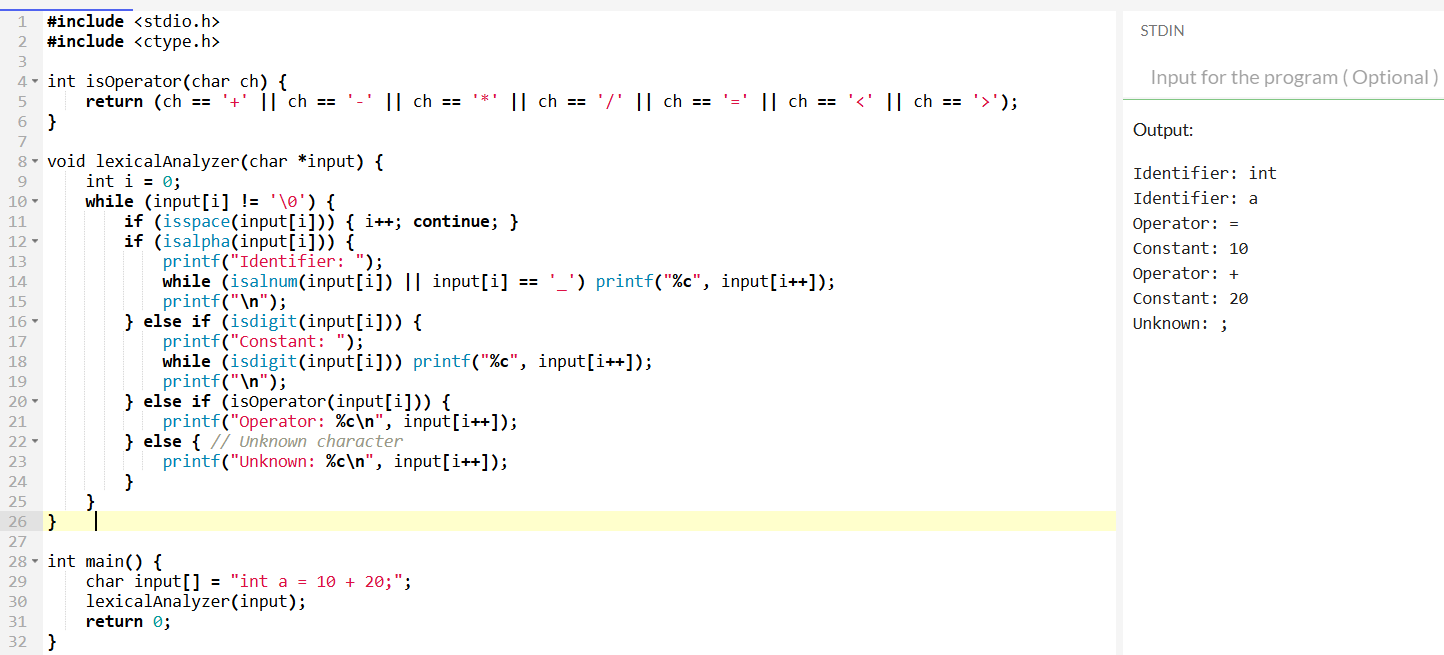 1 #include <stdio.h>
2 #include <ctype.h>
3
4 int isOperator(char ch) {
5     return (ch == '+' || ch == '-' || ch == '*' || ch == '/' || ch == '=' || ch == '<' || ch == '>');
6 }
7
8 void lexicalAnalyzer(char *input) {
9     int i = 0;
10     while (input[i] != '\0') {
11         if (isspace(input[i])) { i++; continue; }
12         if (isalpha(input[i])) {
13             printf("Identifier: ");
14             while (isalnum(input[i]) || input[i] == '_') printf("%c", input[i++]);
15             printf("\n");
16         } else if (isdigit(input[i])) {
17             printf("Constant: ");
18             while (isdigit(input[i])) printf("%c", input[i++]);
19             printf("\n");
20         } else if (isOperator(input[i])) {
21             printf("Operator: %c\n", input[i++]);
22         } else { // Unknown character
23             printf("Unknown: %c\n", input[i++]);
24         }
25     }
26 }
27
28 int main() {
29     char input[] = "int a = 10 + 20;";
30     lexicalAnalyzer(input);
31     return 0;
32 }
STDIN
Input for the program ( Optional )
Output:
Identifier: int
Identifier: a
Operator: =
Constant: 10
Operator: +
Constant: 20
Unknown: ;